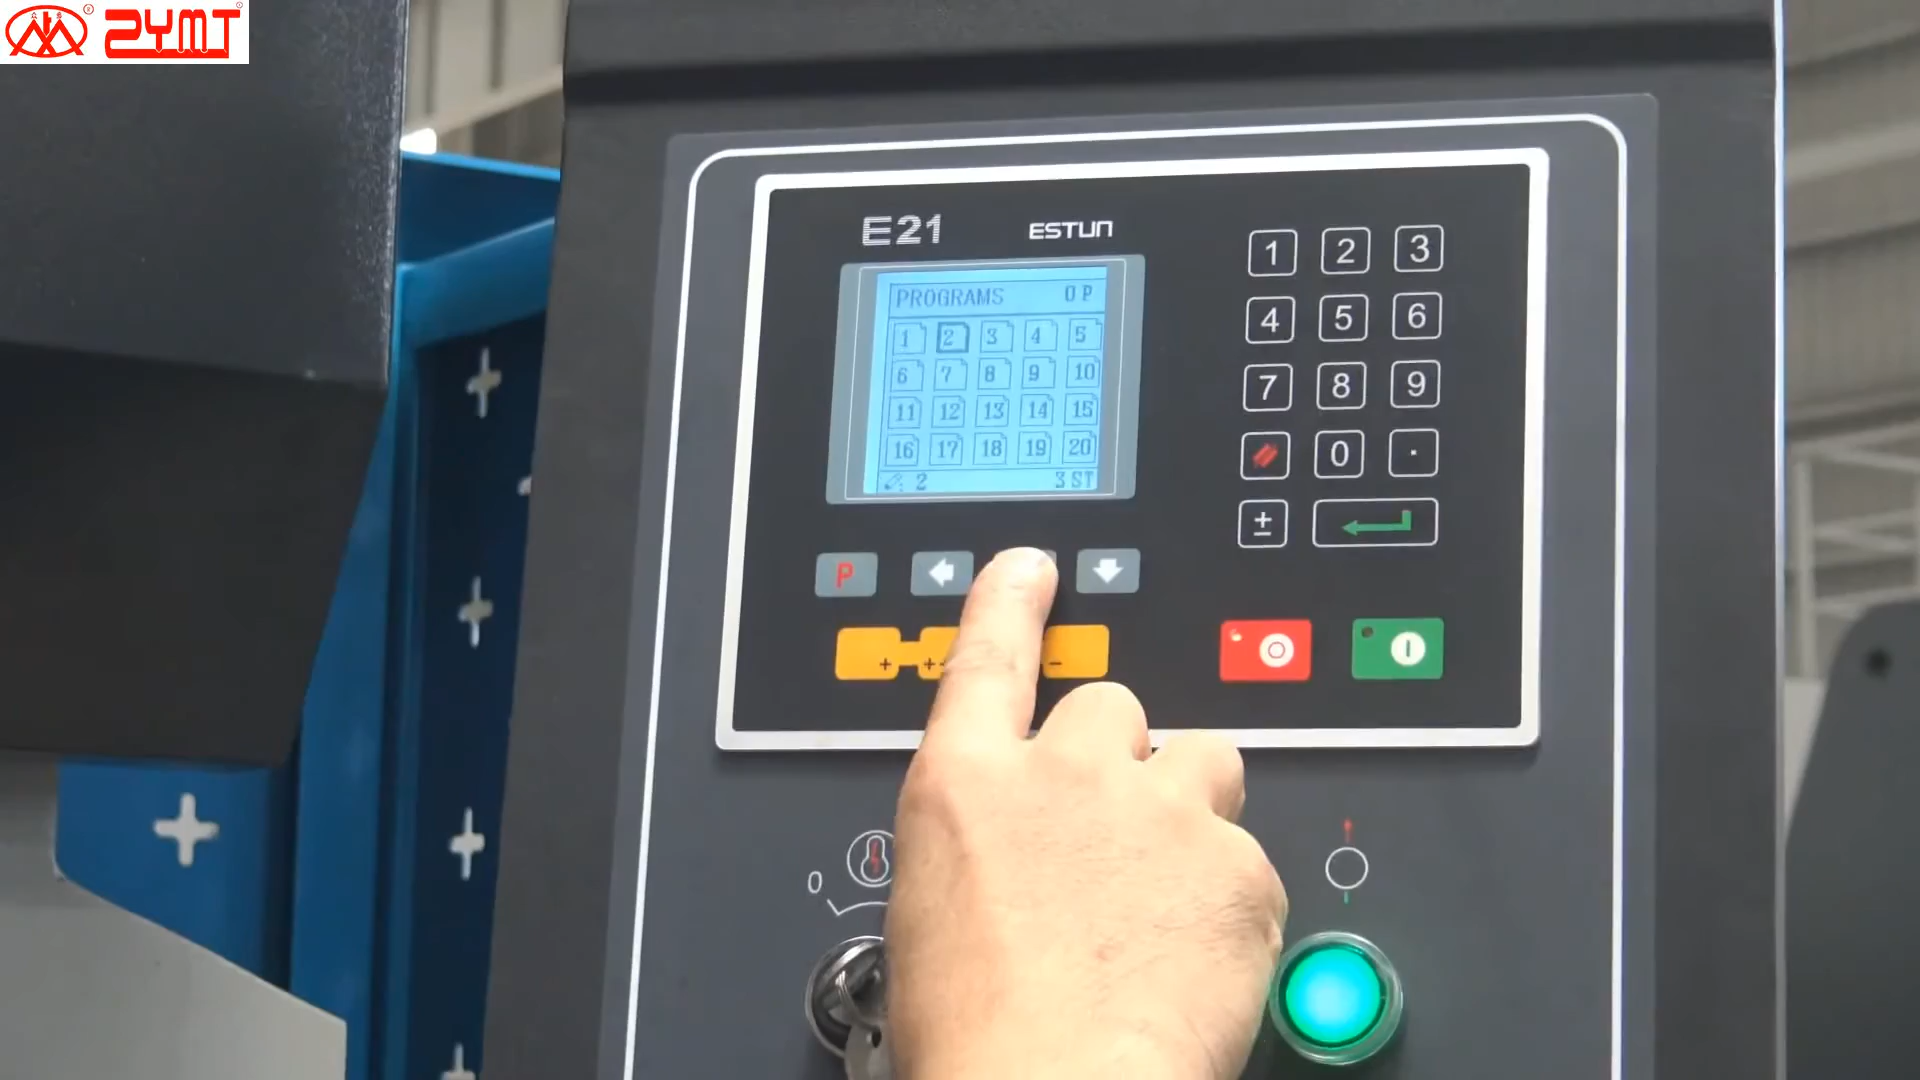 众多 ® ZYMT ®
E21 ESTUN
PROGRAMS 0 P
1 2 3 4 5
6 7 8 9 10
11 12 13 14 15
16 17 18 19 20
: 2 3 ST
1 2 3
4 5 6
7 8 9
0 .
±
P
+ +
-
0